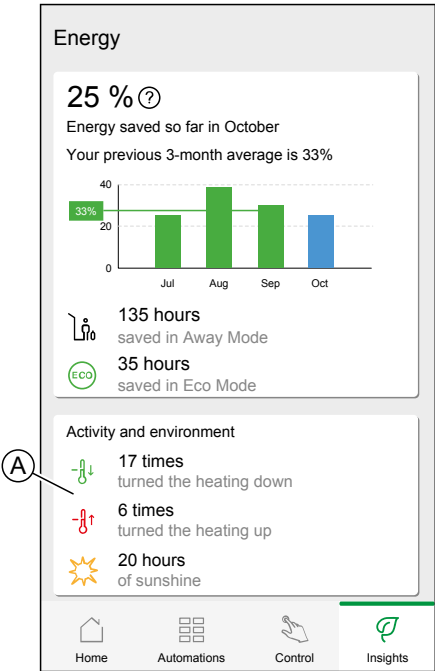 Energy
25 % ?
Energy saved so far in October
Your previous 3-month average is 33%
40
33%
20
0
Jul Aug Sep Oct
135 hours
saved in Away Mode
ECO
35 hours
saved in Eco Mode
Activity and environment
A
17 times
turned the heating down
6 times
turned the heating up
20 hours
of sunshine
Home Automations Control Insights